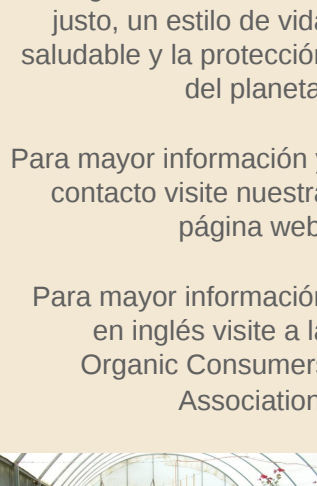 justo, un estilo de vida
saludable y la protección
del planeta
Para mayor información y
contacto visite nuestra
página web
Para mayor información
en inglés visite a la
Organic Consumers
Association